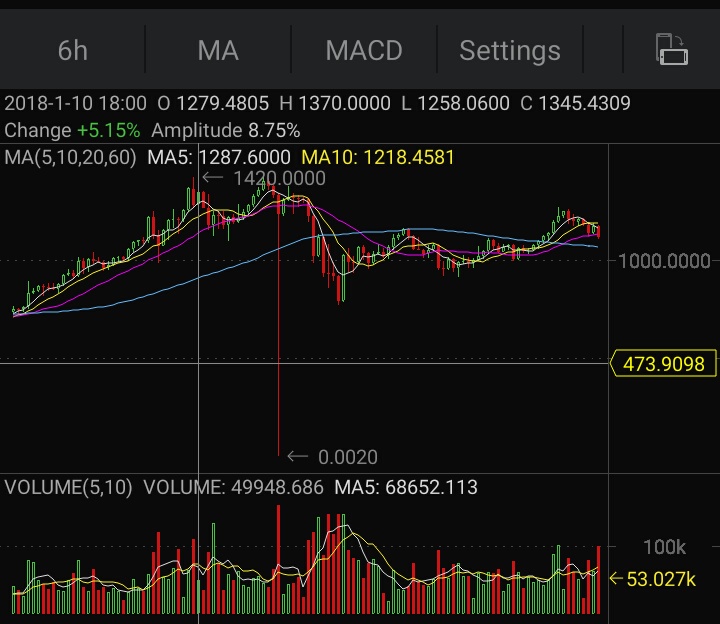 6h MA MACD Settings
2018-1-10 18:00 O 1279.4805 H 1370.0000 L 1258.0600 C 1345.4309
Change +5.15% Amplitude 8.75%
MA(5,10,20,60) MA5: 1287.6000 MA10: 1218.4581
← 1420.0000
1000.0000
473.9098
← 0.0020
VOLUME(5,10) VOLUME: 49948.686 MA5: 68652.113
100k
←53.027k